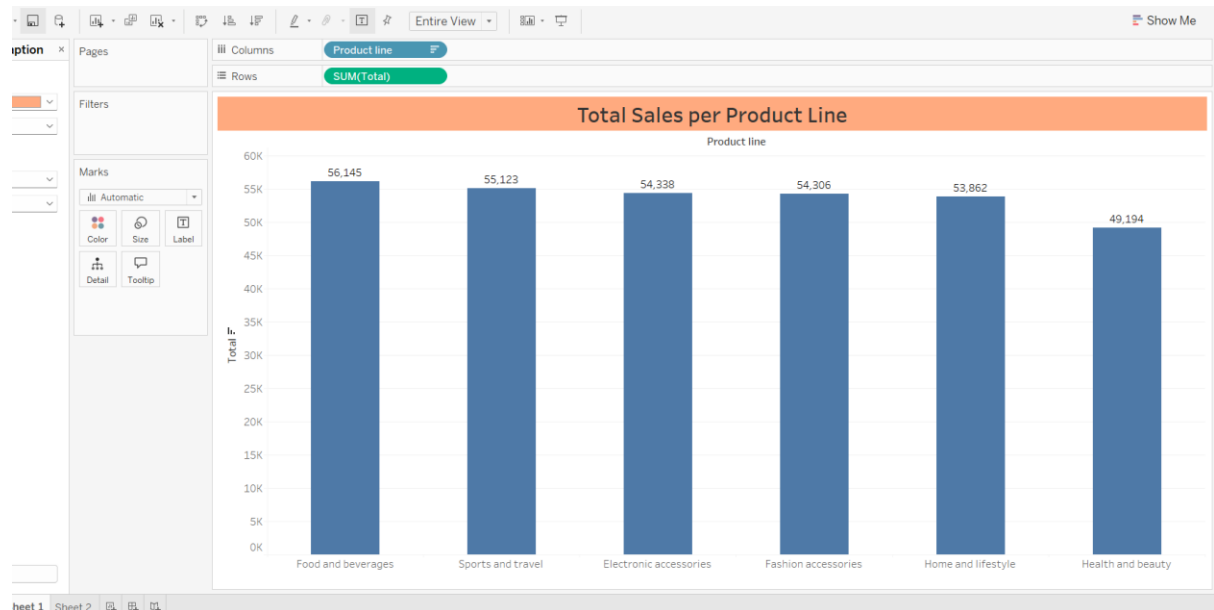 Entire View
Show Me
ption ×
Pages
Columns
Product line
Rows
SUM(Total)
Filters
Marks
Automatic
Color
Size
Label
Detail
Tooltip
Total Sales per Product Line
Product line
60K
55K
50K
45K
40K
35K
30K
25K
20K
15K
10K
5K
0K
Total
56,145
55,123
54,338
54,306
53,862
49,194
Food and beverages
Sports and travel
Electronic accessories
Fashion accessories
Home and lifestyle
Health and beauty
heet 1
Sheet 2